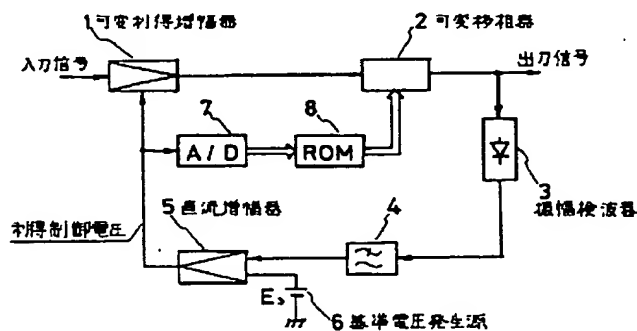 1 可変利得増幅器
2 可変移相器
入力信号
出力信号
7
8
A/D
ROM
3
振幅検波器
5 直流増幅器
4
利得制御電圧
Es
6 基準電圧発生源